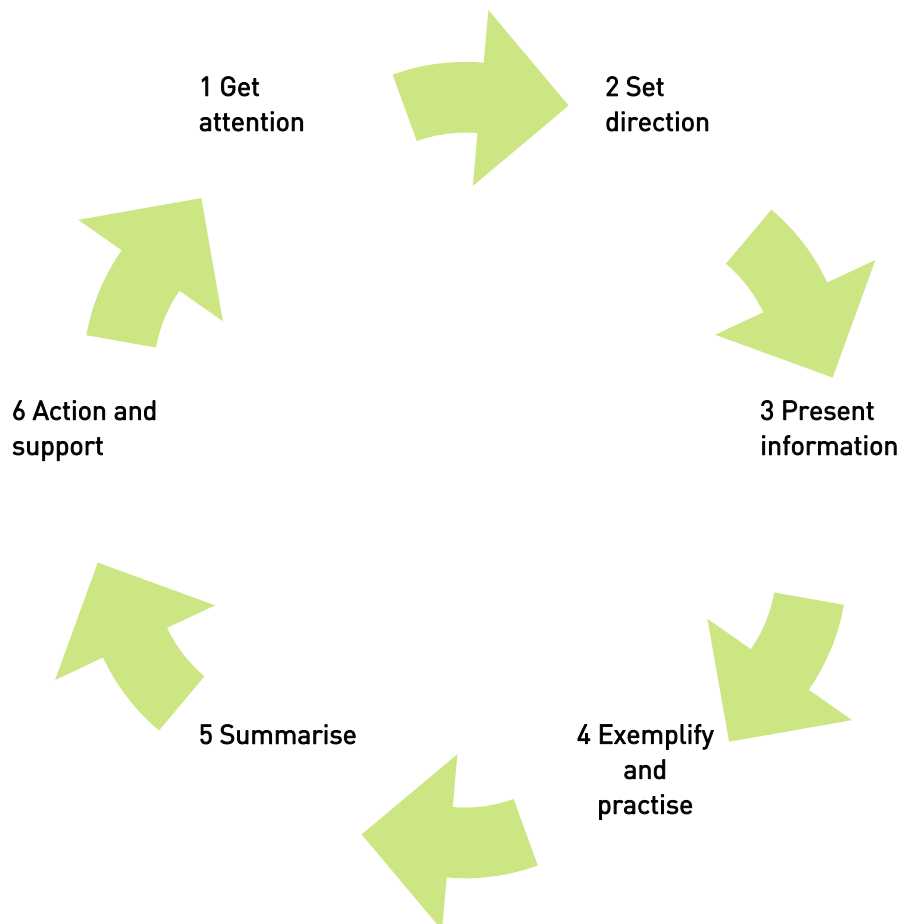 1 Get
attention
2 Set
direction
3 Present
information
4 Exemplify
and
practise
5 Summarise
6 Action and
support